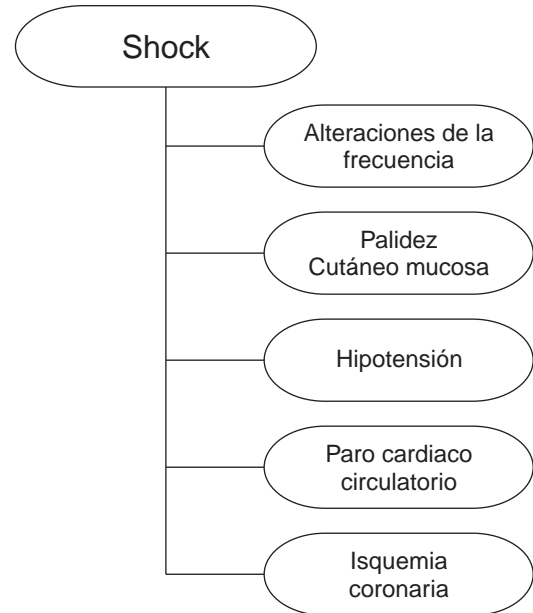 Shock
Alteraciones de la
frecuencia
Palidez
Cutáneo mucosa
Hipotensión
Paro cardiaco
circulatorio
Isquemia
coronaria